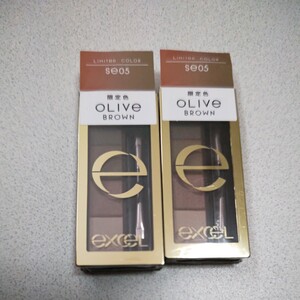 LIMITED COLOR
SE05
限定色
OLIVE
BROWN
e
excel
LIMITED COLOR
SE05
限定色
OLIVE
BROWN
e
excel